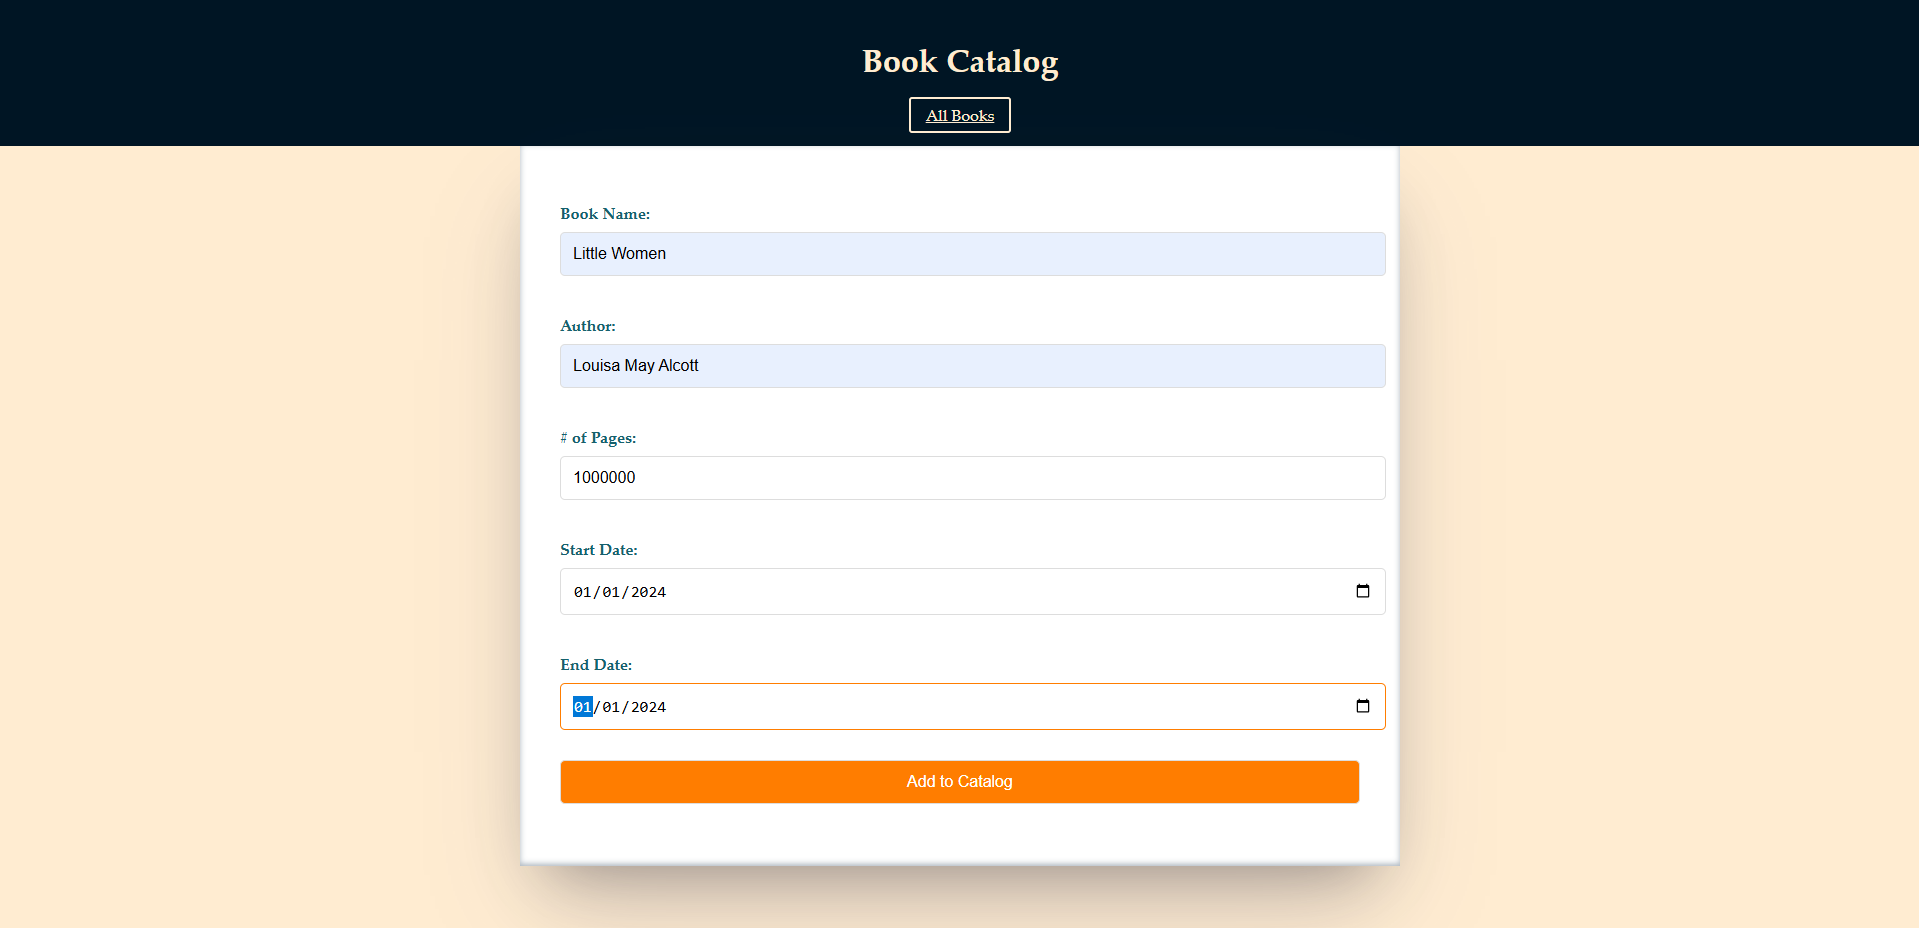 Book Catalog
All Books
Book Name:
Little Women
Author:
Louisa May Alcott
# of Pages:
1000000
Start Date:
01/01/2024
End Date:
01/01/2024
Add to Catalog